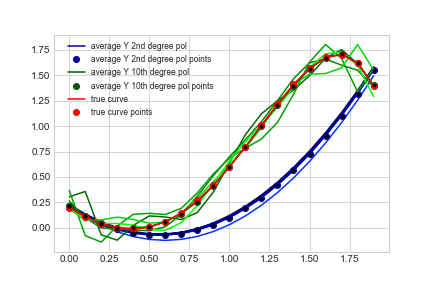 average Y 2nd degree pol
average Y 2nd degree pol points
average Y 10th degree pol
average Y 10th degree pol points
true curve
true curve points
1.75
1.50
1.25
1.00
0.75
0.50
0.25
0.00
0.00 0.25 0.50 0.75 1.00 1.25 1.50 1.75